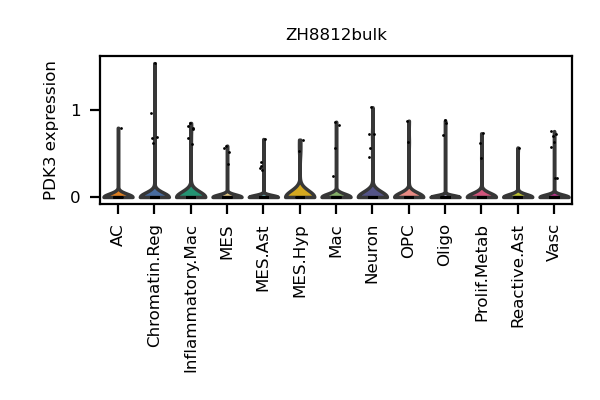 ZH8812bulk
PDK3 expression
1
0
AC
Chromatin.Reg
Inflammatory.Mac
MES
MES.Ast
MES.Hyp
Mac
Neuron
OPC
Oligo
Prolif.Metab
Reactive.Ast
Vasc